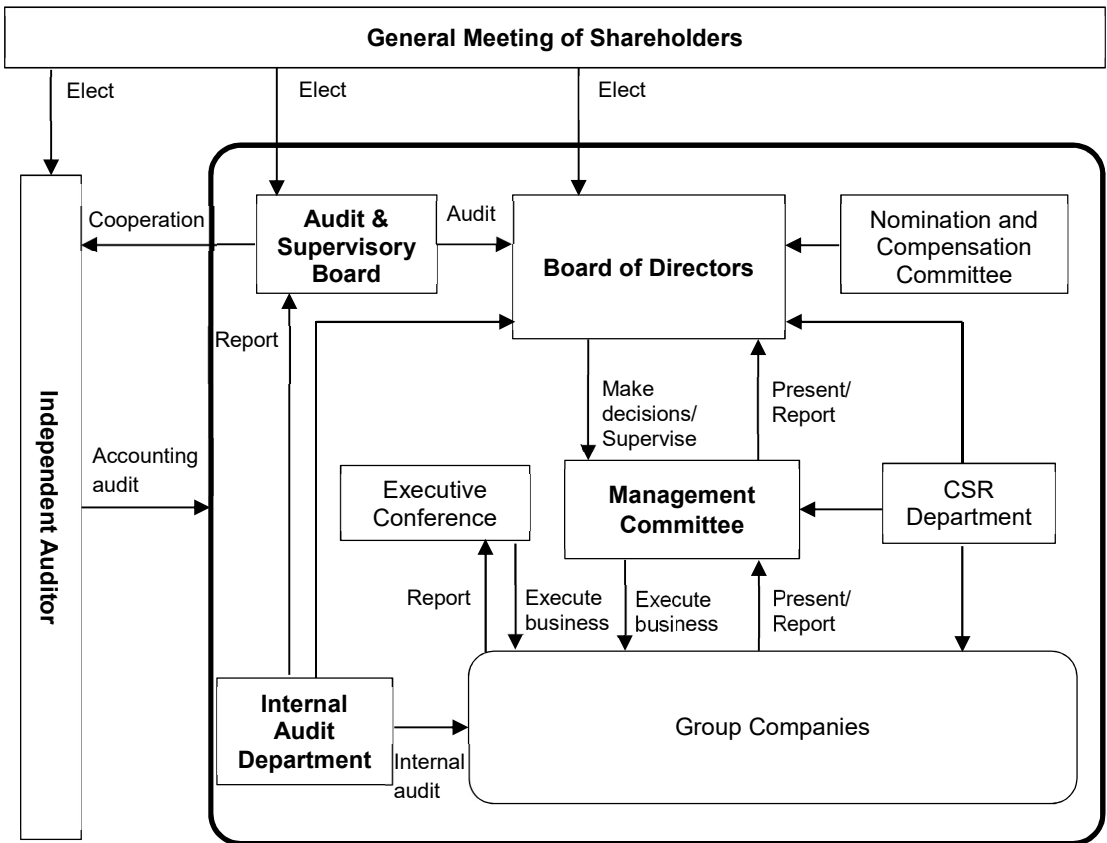 General Meeting of Shareholders
Elect
Elect
Elect
Cooperation
Audit &
Supervisory
Board
Audit
Board of Directors
Nomination and
Compensation
Committee
Report
Independent Auditor
Make
decisions/
Supervise
Present/
Report
Accounting
audit
Executive
Conference
Management
Committee
CSR
Department
Report
Execute
business
Execute
business
Present/
Report
Internal
Audit
Department
Internal
audit
Group Companies